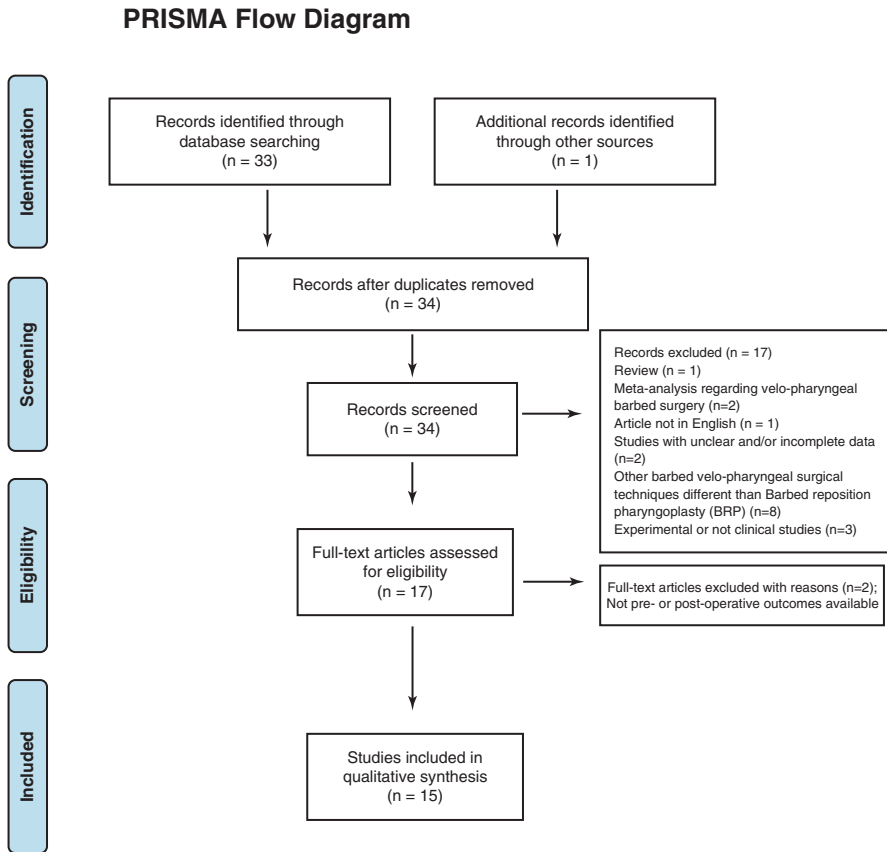 PRISMA Flow Diagram
Identification
Records identified through
database searching
(n = 33)
Additional records identified
through other sources
(n = 1)
Screening
Records after duplicates removed
(n = 34)
Records screened
(n = 34)
Records excluded (n = 17)
Review (n = 1)
Meta-analysis regarding velo-pharyngeal
barbed surgery (n=2)
Article not in English (n = 1)
Studies with unclear and/or incomplete data
(n=2)
Other barbed velo-pharyngeal surgical
techniques different than Barbed reposition
pharyngoplasty (BRP) (n=8)
Experimental or not clinical studies (n=3)
Eligibility
Full-text articles assessed
for eligibility
(n = 17)
Full-text articles excluded with reasons (n=2);
Not pre- or post-operative outcomes available
Included
Studies included in
qualitative synthesis
(n = 15)